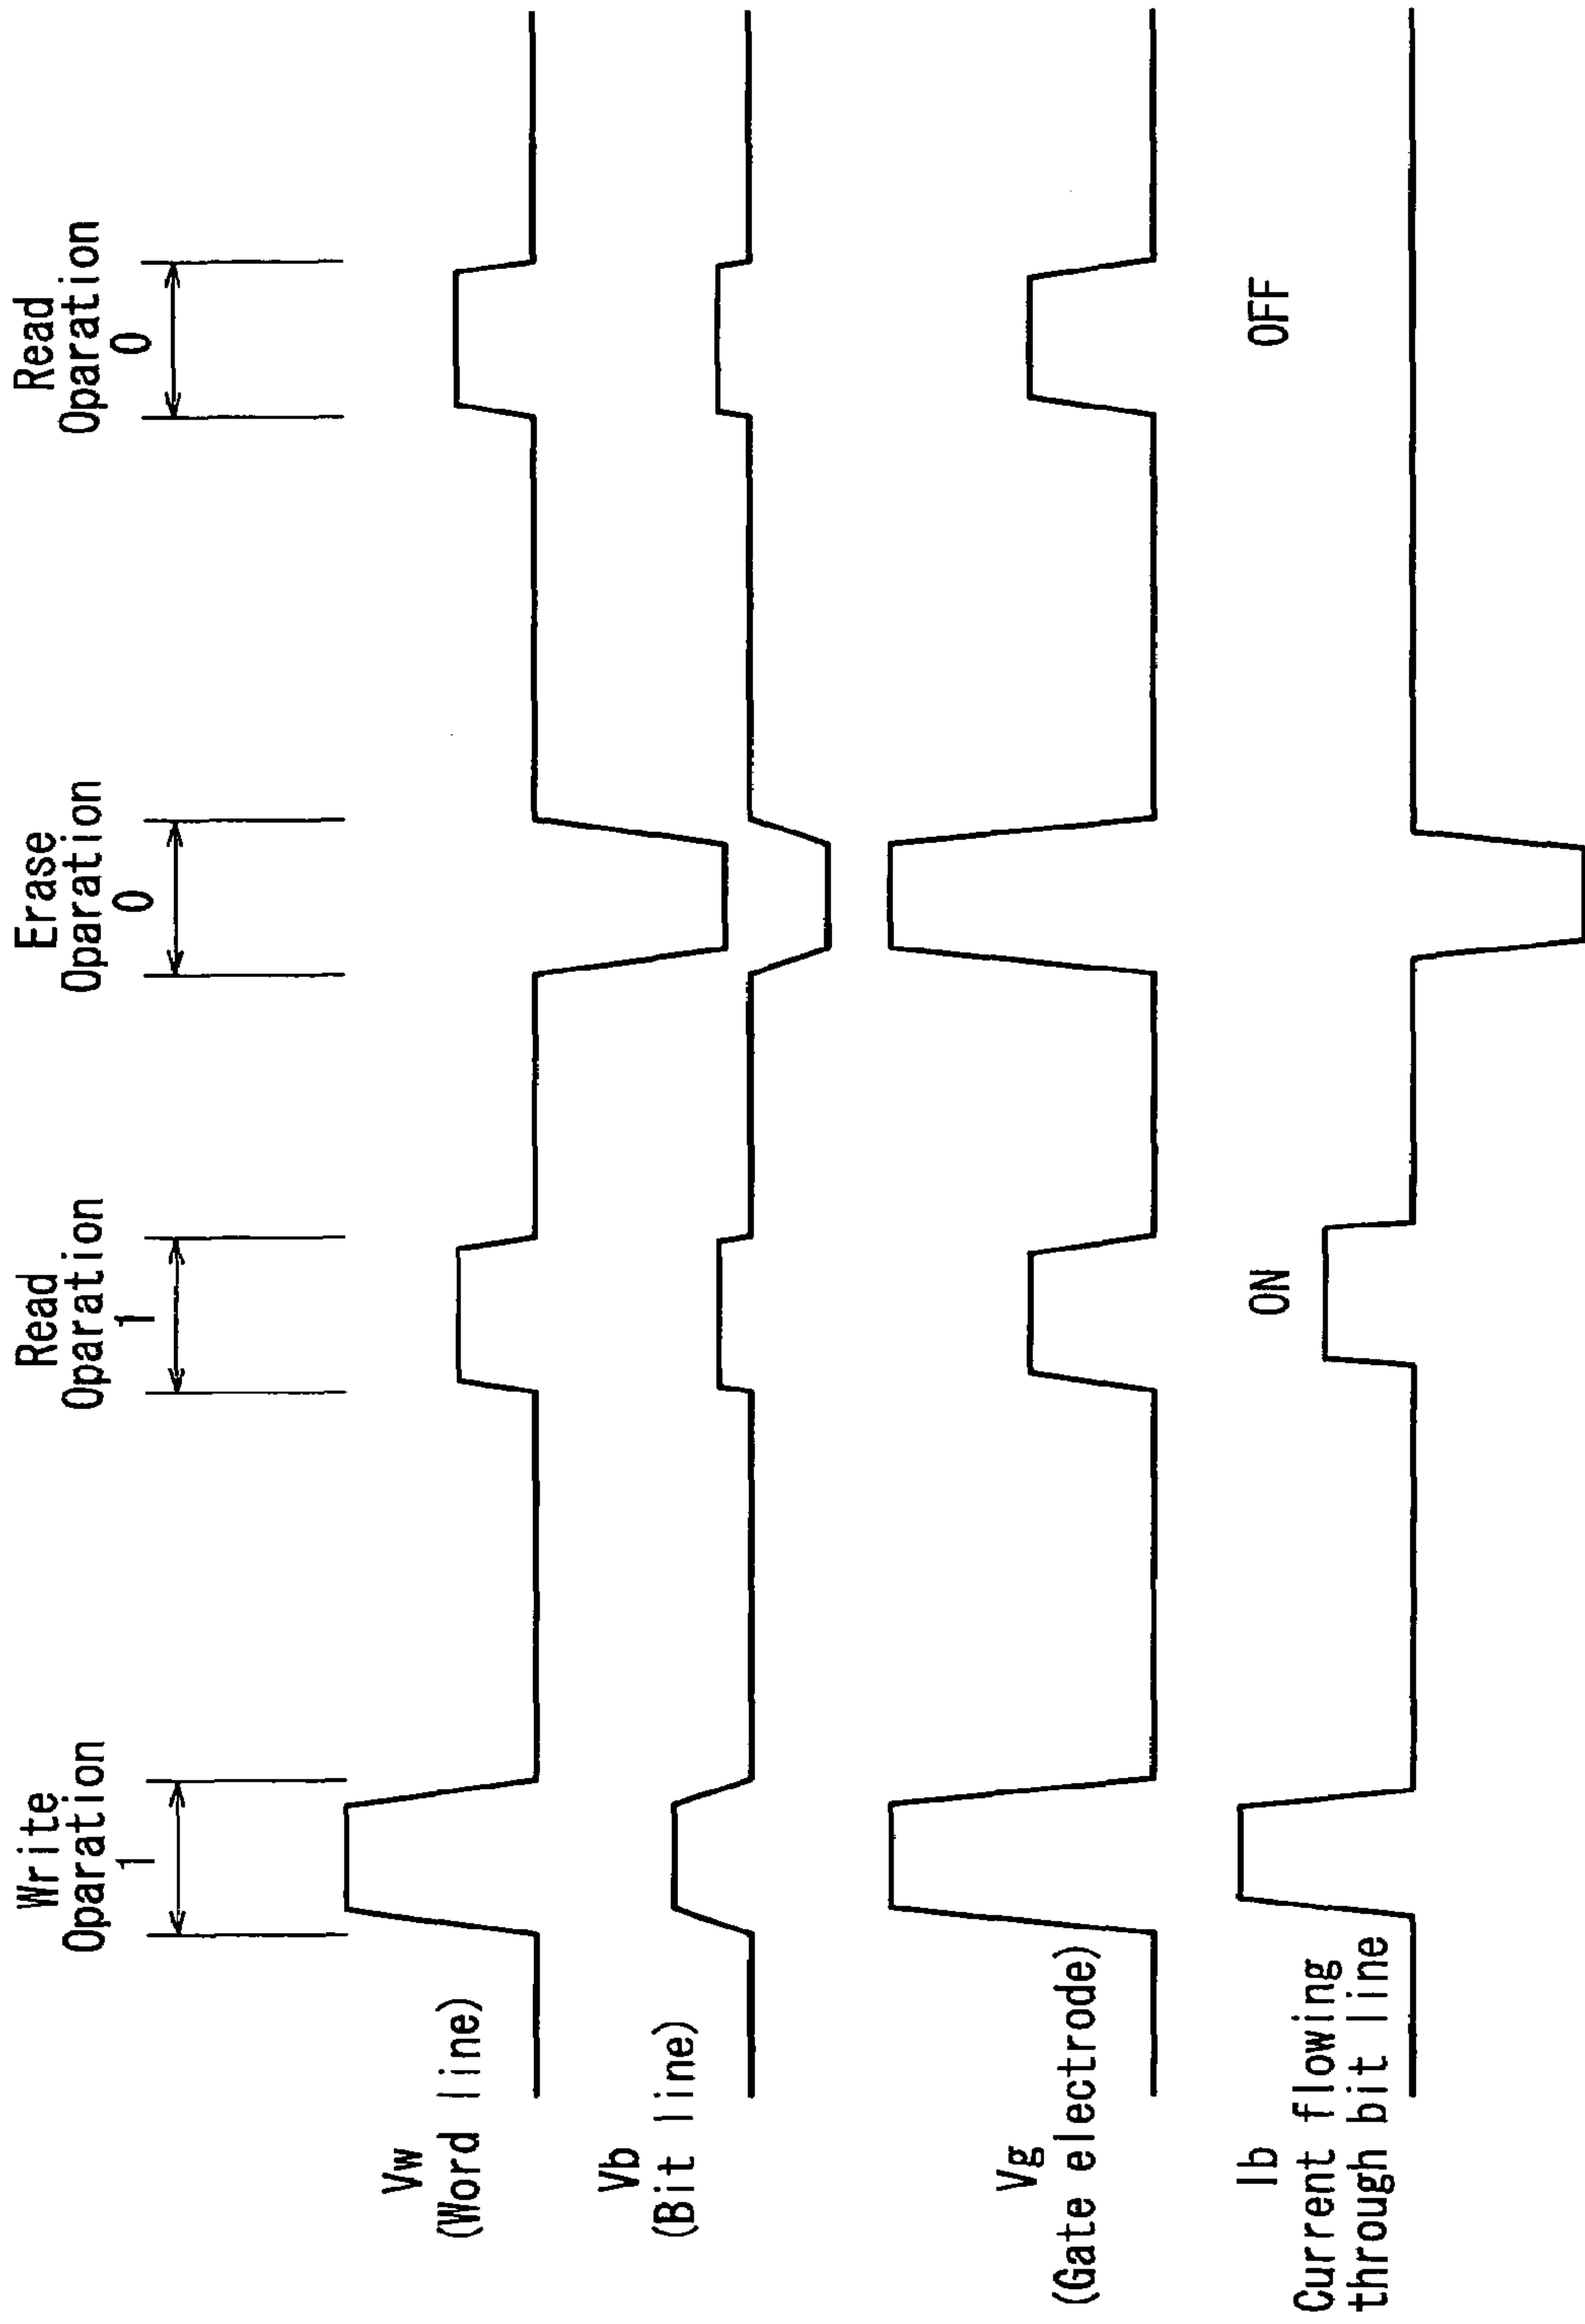 Write
Oparation
1
Read
Oparation
1
Erase
Oparation
0
Read
Oparation
0
Vw
(Word line)
Vb
(Bit line)
Vg
(Gate electrode)
Ib
Current flowing
through bit line
ON
OFF